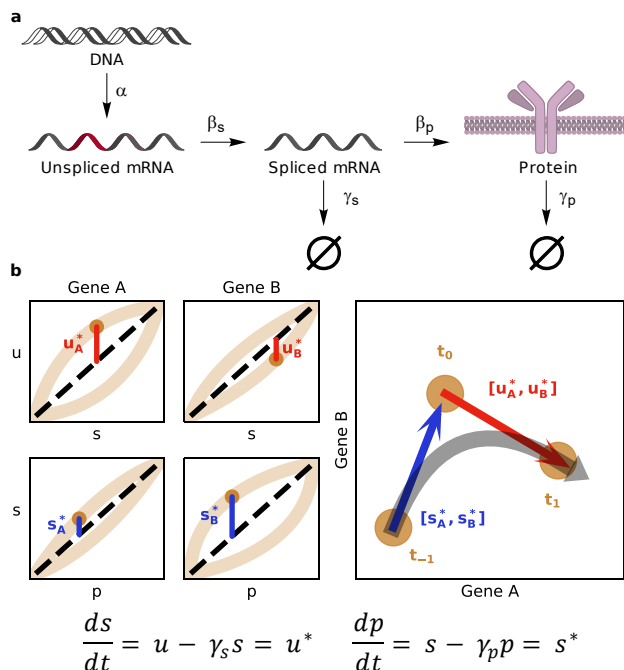 a
DNA
α
βs
βp
Unspliced mRNA
Spliced mRNA
Protein
γs
γp
∅
∅
b
Gene A
Gene B
u
u*A
u*B
s
s
s
s*A
s*B
p
p
Gene B
t0
[u*A, u*B]
[s*A, s*B]
t1
t−1
Gene A
ds/dt = u − γs s = u*
dp/dt = s − γp p = s*